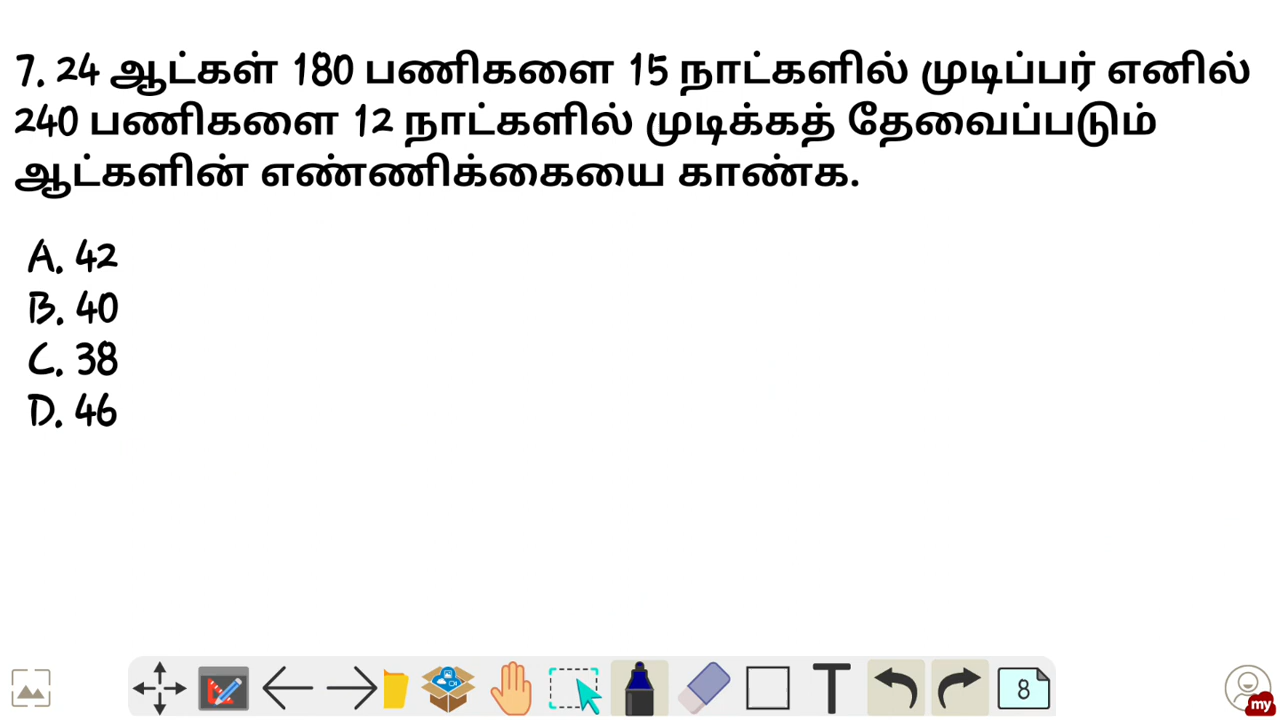 7. 24 ஆட்கள் 180 பணிகளை 15 நாட்களில் முடிப்பர் எனில்
240 பணிகளை 12 நாட்களில் முடிக்கத் தேவைப்படும்
ஆட்களின் எண்ணிக்கையை காண்க.
A. 42
B. 40
C. 38
D. 46
T
8
my